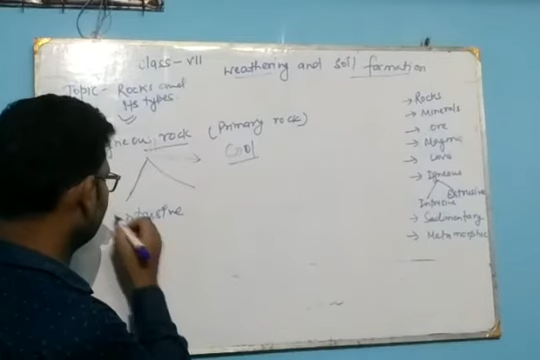 Class-VII
Weathering and Soil formation
Topic- Rocks and
its types.
neous rock (Primary rock)
Cool
trusive
→Rocks
→Minerals
→ Ore
→ Magma
→ Lava
→ Igneous
Extrusive
Intrusive
→ Sedimentary
→ Metamorphic